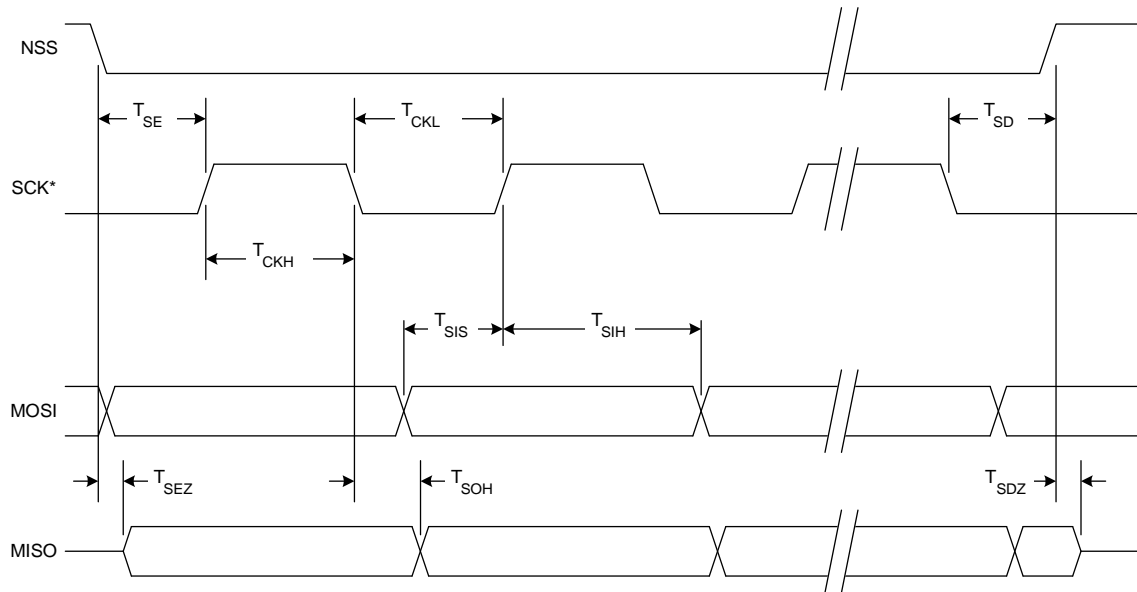 NSS
T_SE
T_CKL
T_SD
SCK*
T_CKH
T_SIS
T_SIH
MOSI
T_SEZ
T_SOH
T_SDZ
MISO